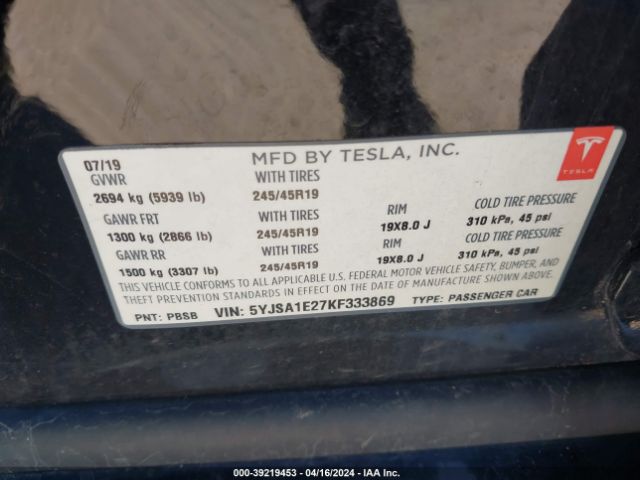 07/19 MFD BY TESLA, INC.
GVWR WITH TIRES
2694 kg (5939 lb) 245/45R19
GAWR FRT WITH TIRES RIM COLD TIRE PRESSURE
1300 kg (2866 lb) 245/45R19 19X8.0 J 310 kPa, 45 psi
GAWR RR WITH TIRES RIM COLD TIRE PRESSURE
1500 kg (3307 lb) 245/45R19 19X8.0 J 310 kPa, 45 psi
THIS VEHICLE CONFORMS TO ALL APPLICABLE U.S. FEDERAL MOTOR VEHICLE SAFETY, BUMPER, AND
THEFT PREVENTION STANDARDS IN EFFECT ON THE DATE OF MANUFACTURE SHOWN ABOVE.
PNT: PBSB VIN: 5YJSA1E27KF333869 TYPE: PASSENGER CAR
TESLA
000-39219453 - 04/16/2024 - IAA Inc.